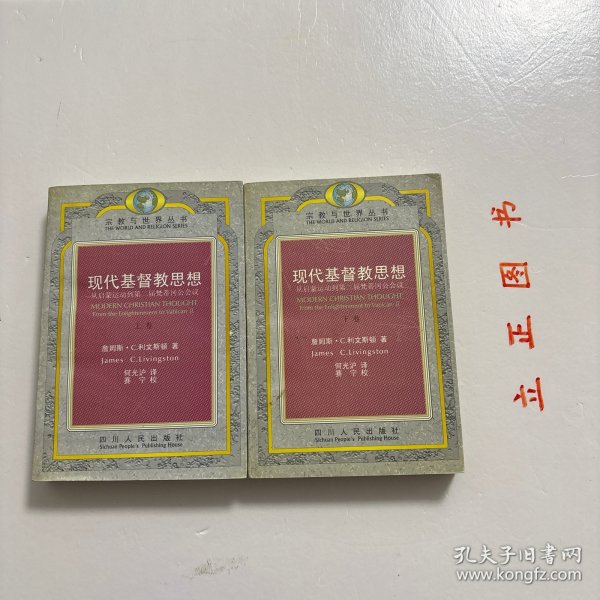 宗教与世界丛书
THE WORLD AND RELIGION SERIES
现代基督教思想
从启蒙运动到第二届梵蒂冈公会议
MODERN CHRISTIAN THOUGHT
From the Enlightenment to Vatican II
上卷
詹姆斯·C.利文斯顿 著
James C.Livingston
何光沪 译
赛宁 校
四川人民出版社
Sichuan People's Publishing House
宗教与世界丛书
THE WORLD AND RELIGION SERIES
现代基督教思想
从启蒙运动到第二届梵蒂冈公会议
MODERN CHRISTIAN THOUGHT
From the Enlightenment to Vatican II
下卷
詹姆斯·C.利文斯顿 著
James C.Livingston
何光沪 译
赛宁 校
四川人民出版社
Sichuan People's Publishing House
立正图书
孔夫子旧书网
www.kongfz.com